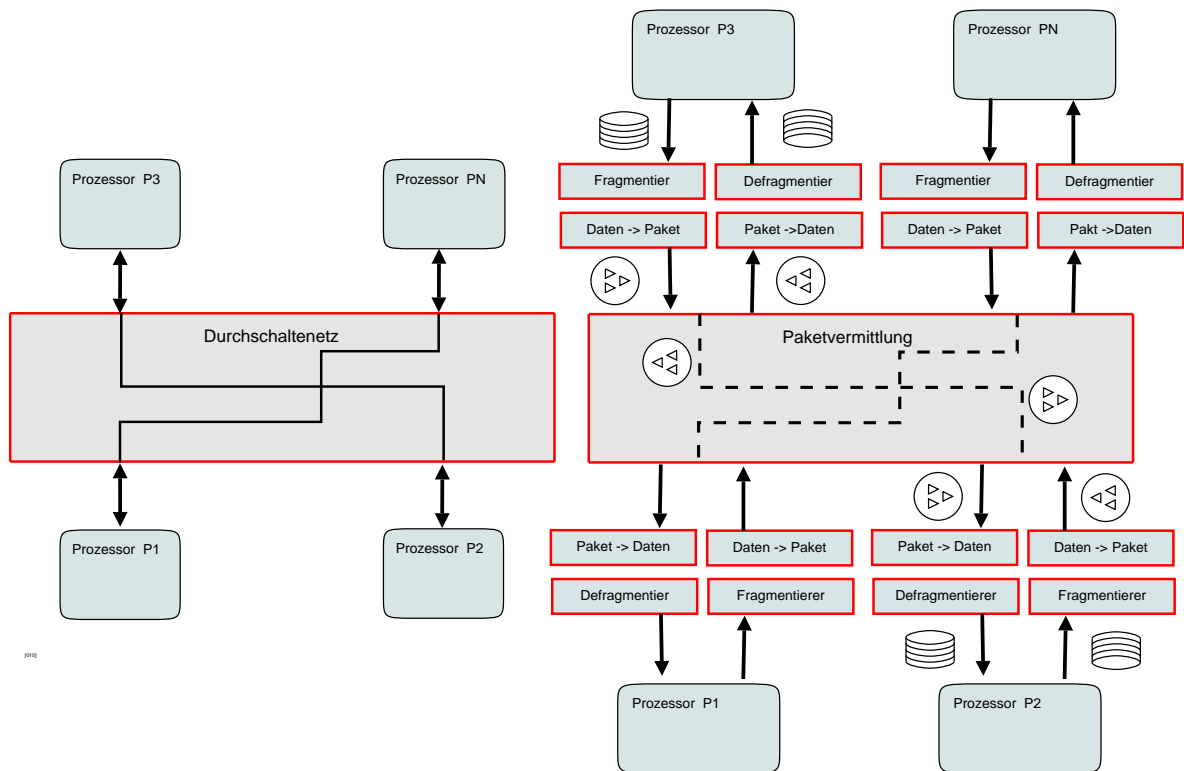 Prozessor P3
Prozessor PN
Durchschaltenetz
Prozessor P1
Prozessor P2
[010]
Prozessor P3
Prozessor PN
Fragmentier
Defragmentier
Fragmentier
Defragmentier
Daten -> Paket
Paket ->Daten
Daten -> Paket
Pakt ->Daten
Paketvermittlung
Paket -> Daten
Daten -> Paket
Paket -> Daten
Daten -> Paket
Defragmentier
Fragmentierer
Defragmentierer
Fragmentierer
Prozessor P1
Prozessor P2